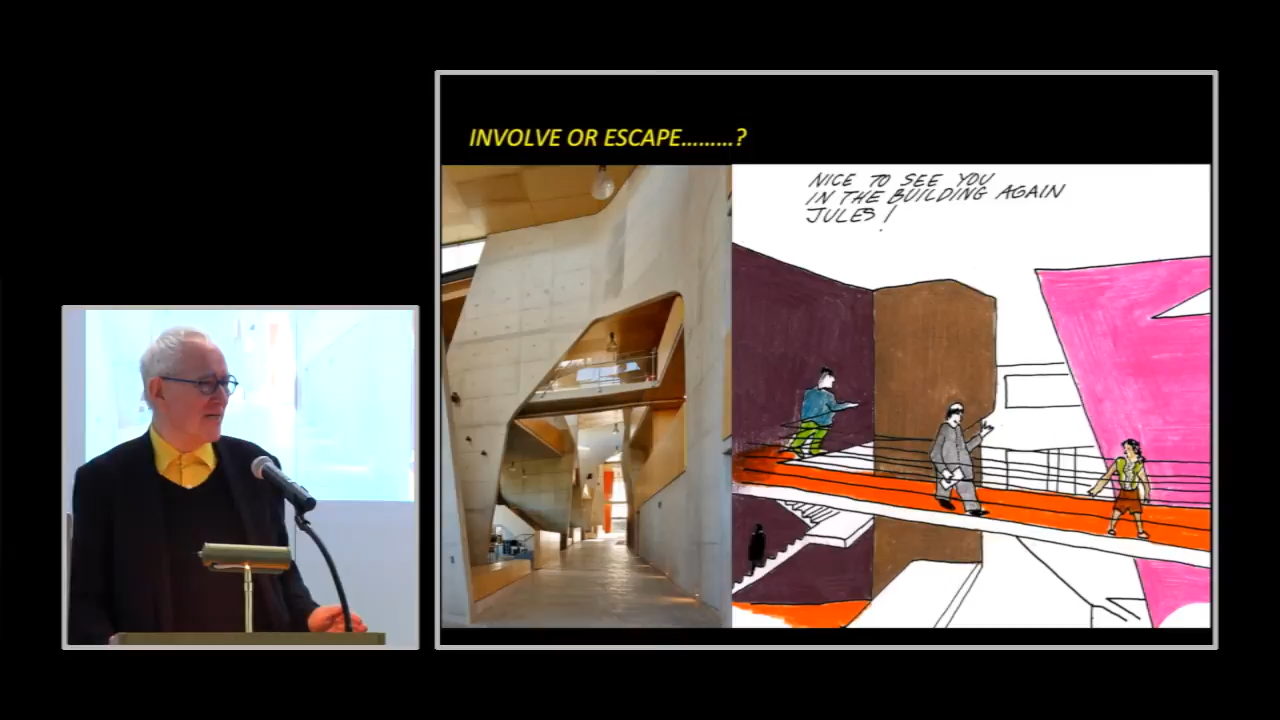 INVOLVE OR ESCAPE.........?
NICE TO SEE YOU
IN THE BUILDING AGAIN
JULES!